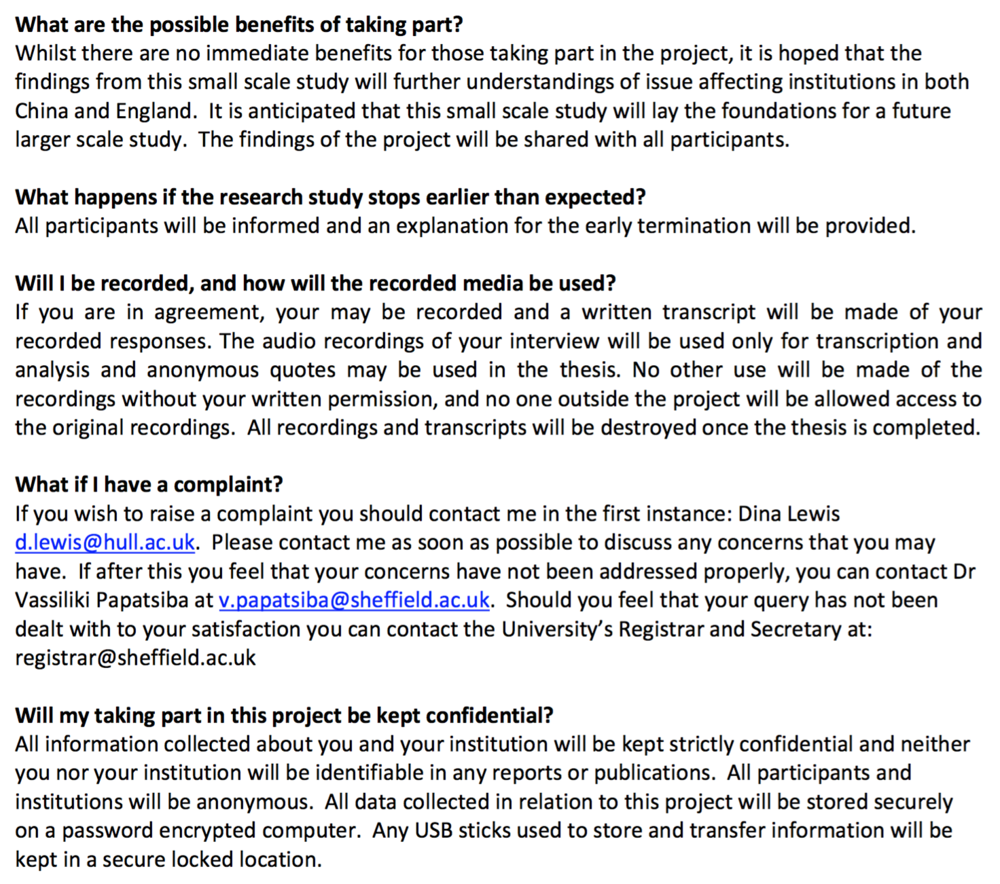 What are the possible benefits of taking part?
Whilst there are no immediate benefits for those taking part in the project, it is hoped that the
findings from this small scale study will further understandings of issue affecting institutions in both
China and England.  It is anticipated that this small scale study will lay the foundations for a future
larger scale study.  The findings of the project will be shared with all participants.
What happens if the research study stops earlier than expected?
All participants will be informed and an explanation for the early termination will be provided.
Will I be recorded, and how will the recorded media be used?
If you are in agreement, your may be recorded and a written transcript will be made of your
recorded responses. The audio recordings of your interview will be used only for transcription and
analysis and anonymous quotes may be used in the thesis. No other use will be made of the
recordings without your written permission, and no one outside the project will be allowed access to
the original recordings.  All recordings and transcripts will be destroyed once the thesis is completed.
What if I have a complaint?
If you wish to raise a complaint you should contact me in the first instance: Dina Lewis
d.lewis@hull.ac.uk.  Please contact me as soon as possible to discuss any concerns that you may
have.  If after this you feel that your concerns have not been addressed properly, you can contact Dr
Vassiliki Papatsiba at v.papatsiba@sheffield.ac.uk.  Should you feel that your query has not been
dealt with to your satisfaction you can contact the University’s Registrar and Secretary at:
registrar@sheffield.ac.uk
Will my taking part in this project be kept confidential?
All information collected about you and your institution will be kept strictly confidential and neither
you nor your institution will be identifiable in any reports or publications.  All participants and
institutions will be anonymous.  All data collected in relation to this project will be stored securely
on a password encrypted computer.  Any USB sticks used to store and transfer information will be
kept in a secure locked location.